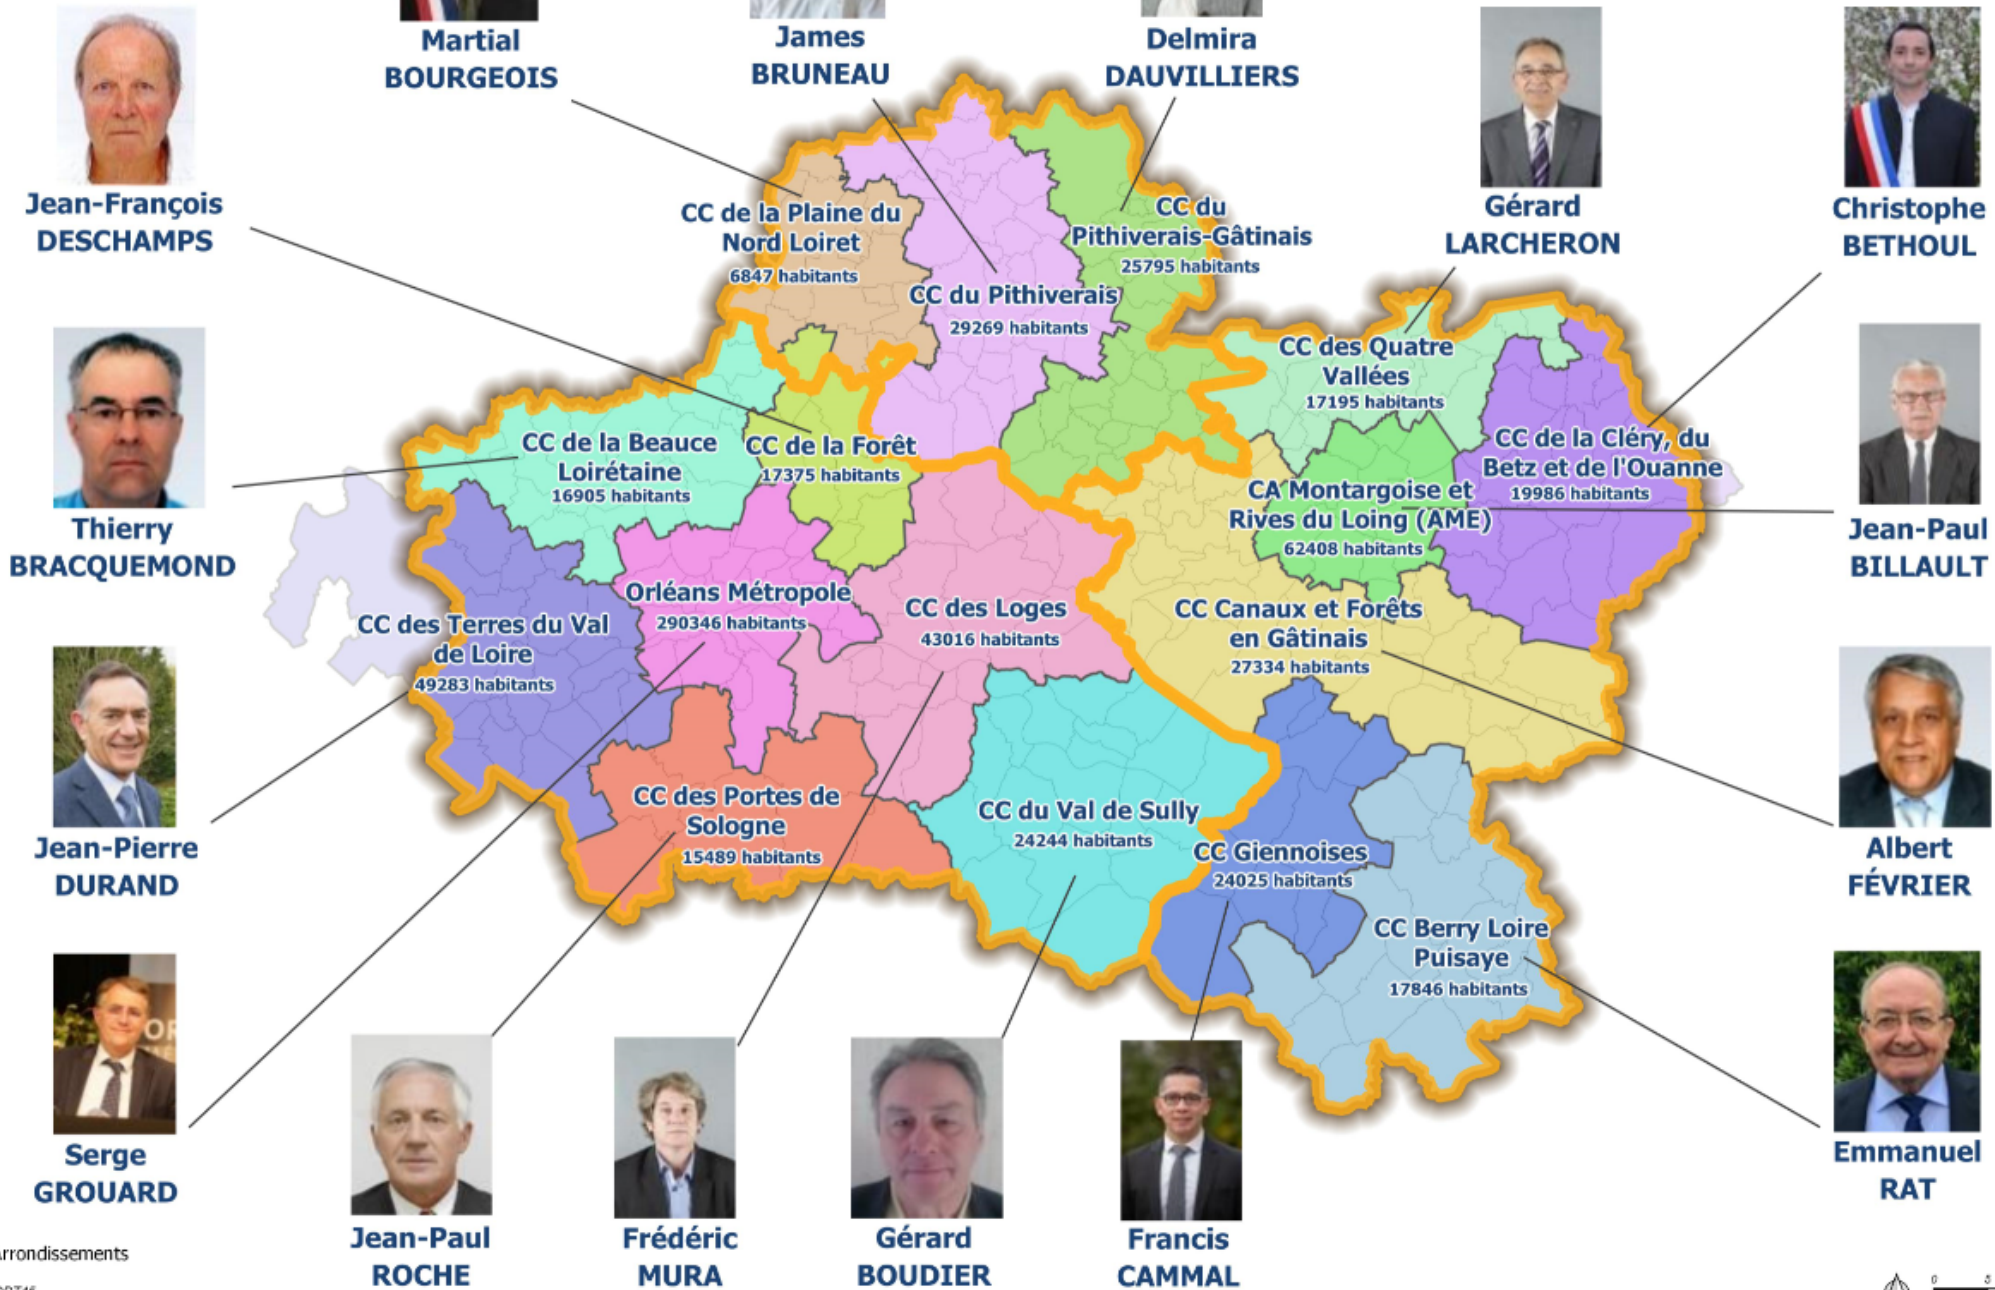 Martial
BOURGEOIS
James
BRUNEAU
Delmira
DAUVILLIERS
Jean-François
DESCHAMPS
Gérard
LARCHERON
Christophe
BETHOUL
CC de la Plaine du
Nord Loiret
6847 habitants
CC du
Pithiverais-Gâtinais
25795 habitants
CC du Pithiverais
29269 habitants
CC des Quatre
Vallées
17195 habitants
CC de la Beauce
Loirétaine
16905 habitants
CC de la Forêt
17375 habitants
CC de la Cléry, du
Betz et de l'Ouanne
19986 habitants
CA Montargoise et
Rives du Loing (AME)
62408 habitants
Thierry
BRACQUEMOND
Jean-Paul
BILLAULT
Orléans Métropole
290346 habitants
CC des Loges
43016 habitants
CC Canaux et Forêts
en Gâtinais
27334 habitants
CC des Terres du Val
de Loire
49283 habitants
CC des Portes de
Sologne
15489 habitants
CC du Val de Sully
24244 habitants
CC Giennoises
24025 habitants
CC Berry Loire
Puisaye
17846 habitants
Jean-Pierre
DURAND
Albert
FÉVRIER
Serge
GROUARD
Emmanuel
RAT
Jean-Paul
ROCHE
Frédéric
MURA
Gérard
BOUDIER
Francis
CAMMAL
rrondissements
0 5